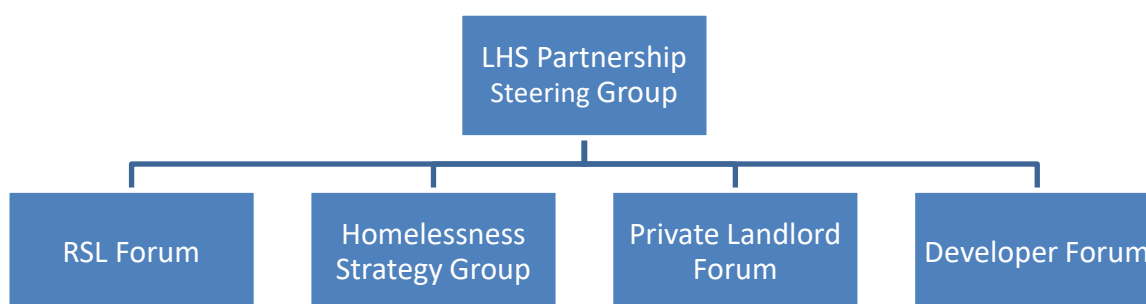 LHS Partnership
Steering Group
RSL Forum
Homelessness
Strategy Group
Private Landlord
Forum
Developer Forum